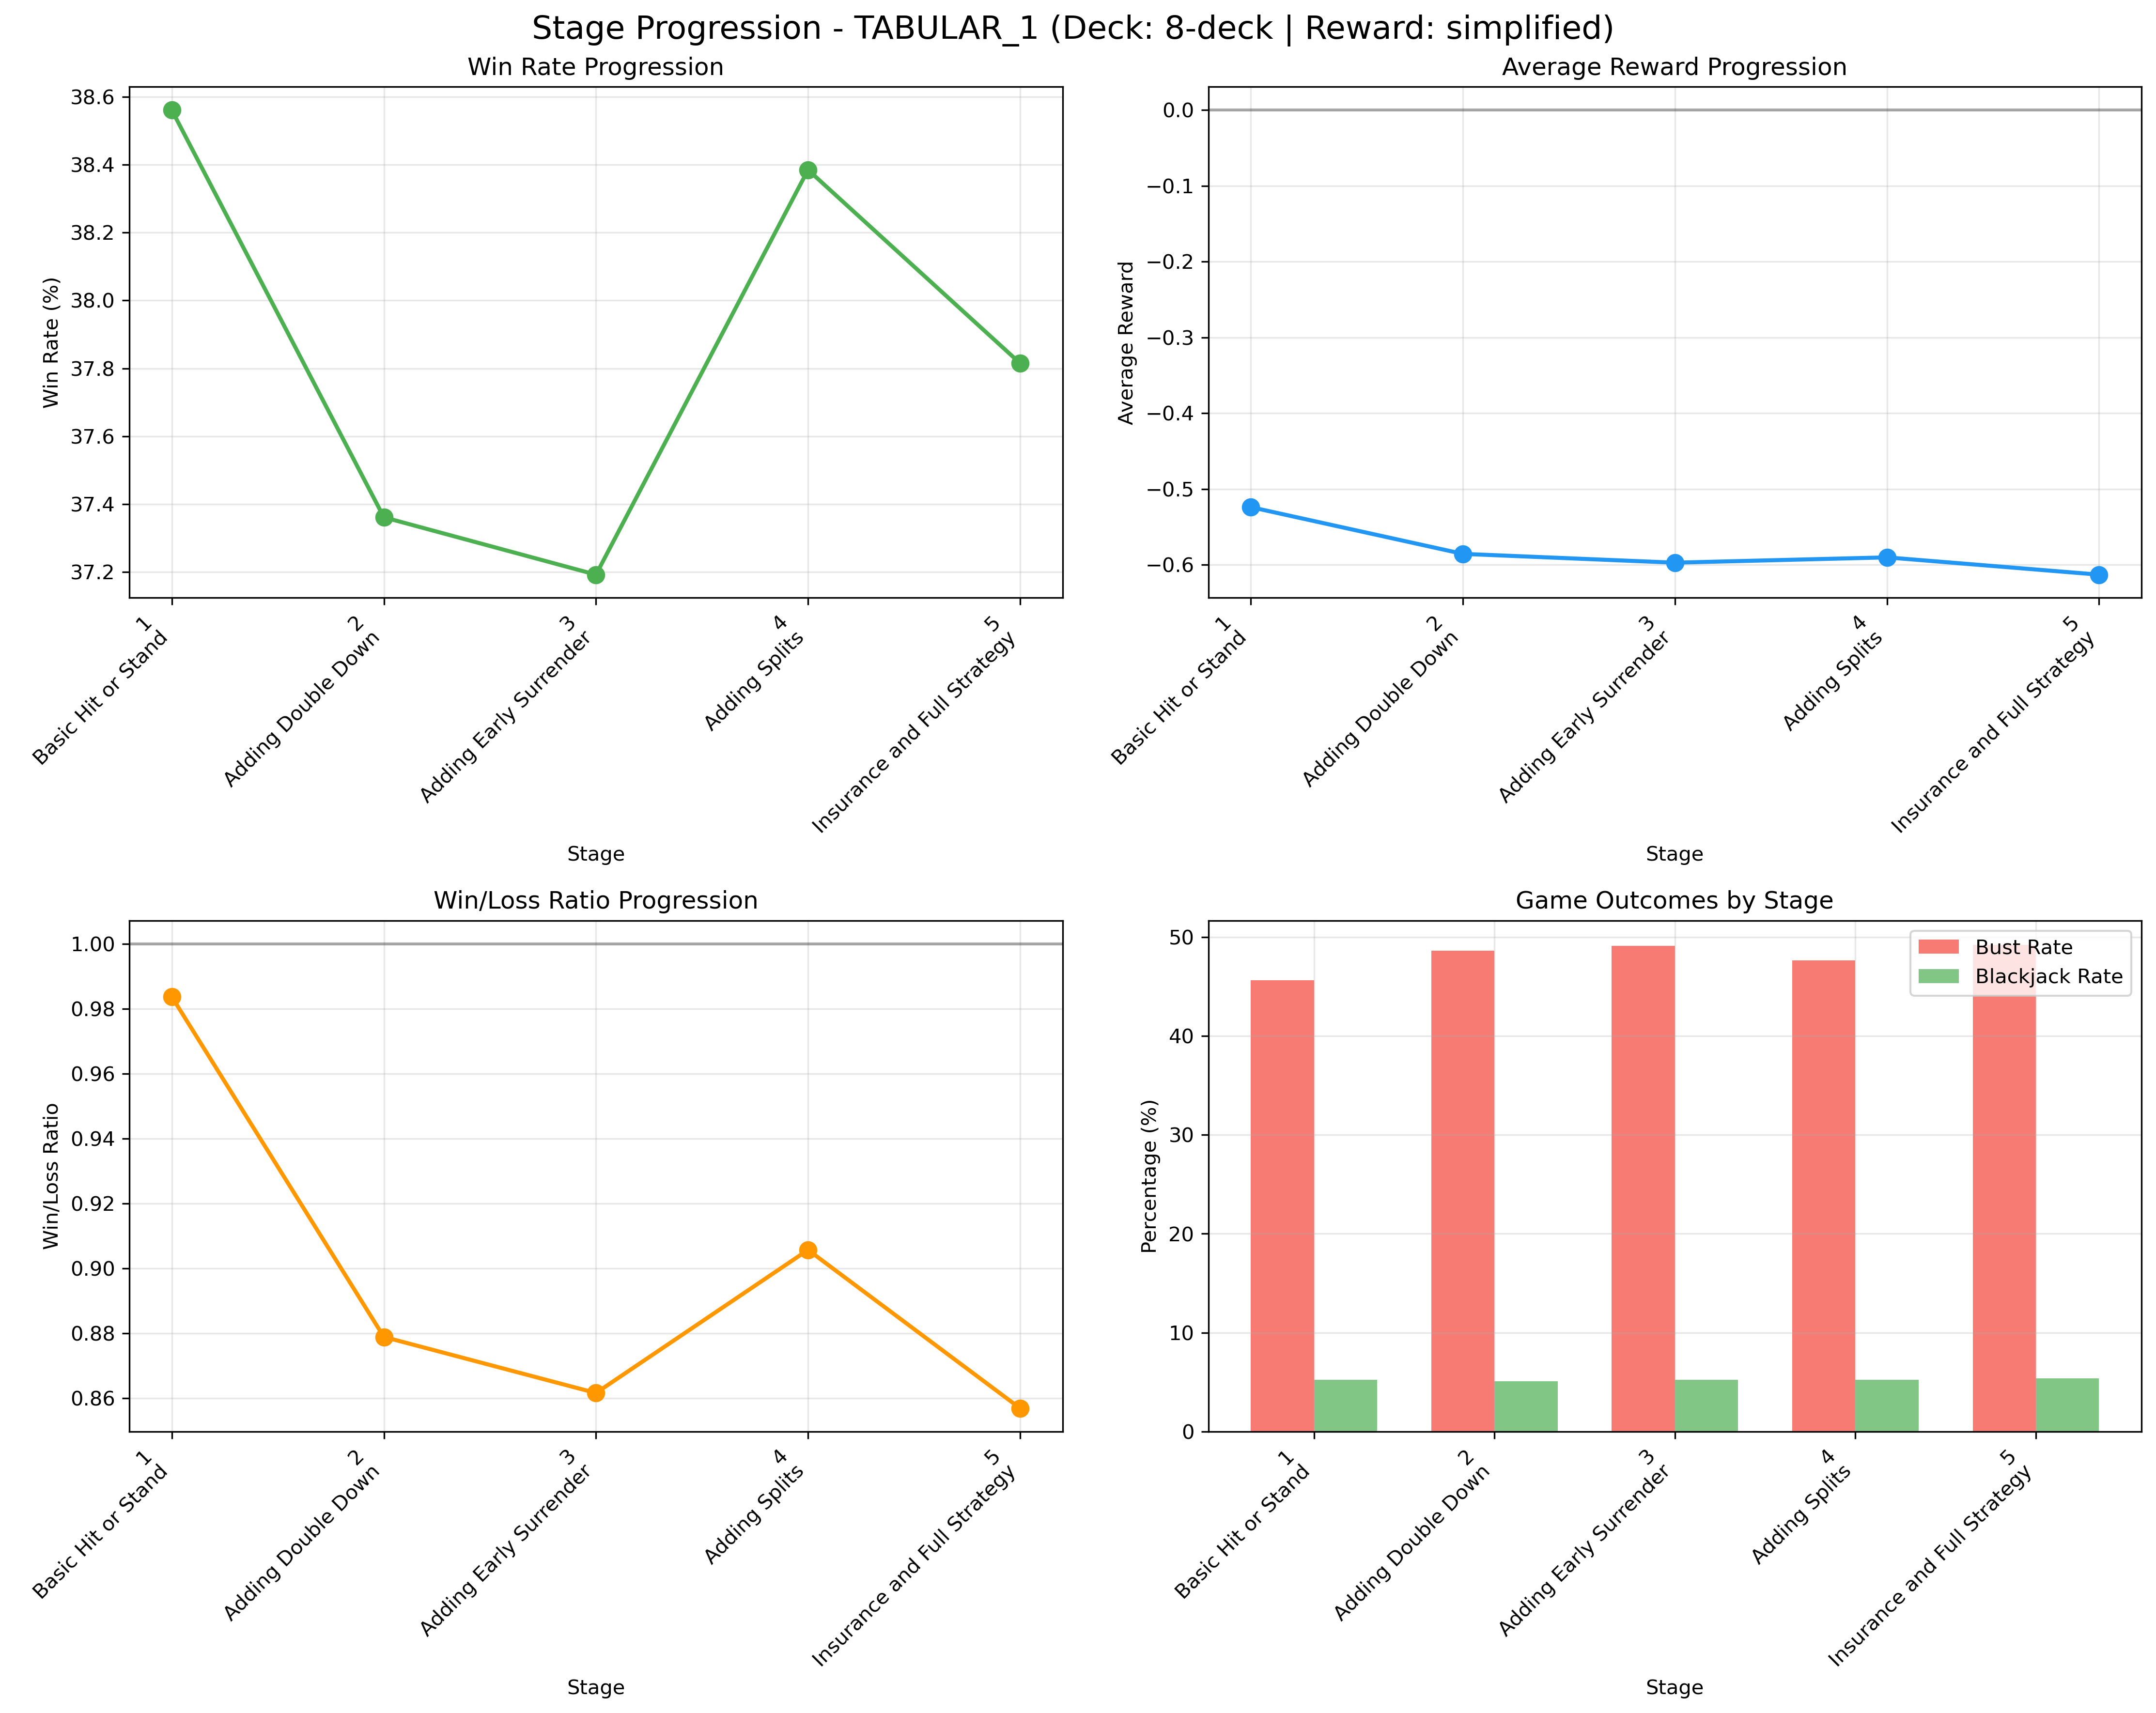 Stage Progression - TABULAR_1 (Deck: 8-deck | Reward: simplified)
Win Rate Progression
Win Rate (%)
38.6
38.4
38.2
38.0
37.8
37.6
37.4
37.2
1
Basic Hit or Stand
2
Adding Double Down
3
Adding Early Surrender
4
Adding Splits
5
Insurance and Full Strategy
Stage
Average Reward Progression
Average Reward
0.0
−0.1
−0.2
−0.3
−0.4
−0.5
−0.6
1
Basic Hit or Stand
2
Adding Double Down
3
Adding Early Surrender
4
Adding Splits
5
Insurance and Full Strategy
Stage
Win/Loss Ratio Progression
Win/Loss Ratio
1.00
0.98
0.96
0.94
0.92
0.90
0.88
0.86
1
Basic Hit or Stand
2
Adding Double Down
3
Adding Early Surrender
4
Adding Splits
5
Insurance and Full Strategy
Stage
Game Outcomes by Stage
Percentage (%)
50
40
30
20
10
0
Bust Rate
Blackjack Rate
1
Basic Hit or Stand
2
Adding Double Down
3
Adding Early Surrender
4
Adding Splits
5
Insurance and Full Strategy
Stage